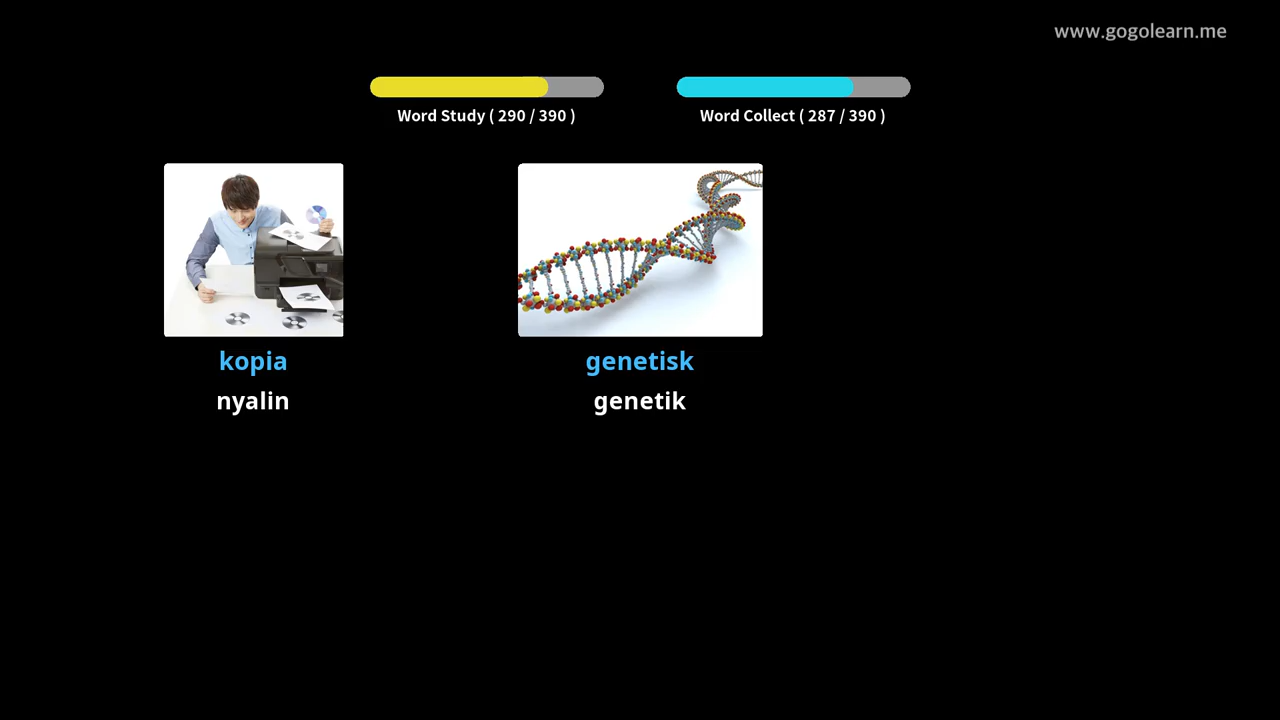 www.gogolearn.me
Word Study ( 290 / 390 )
Word Collect ( 287 / 390 )
kopia
nyalin
genetisk
genetik